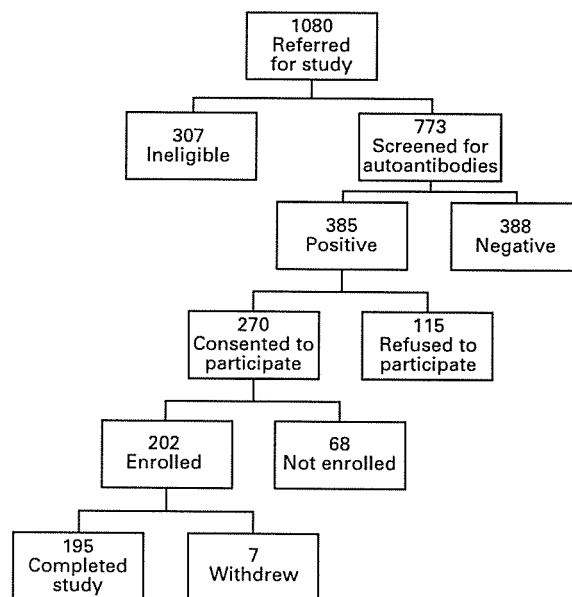 1080
Referred
for study
307
Ineligible
773
Screened for
autoantibodies
385
Positive
388
Negative
270
Consented to
participate
115
Refused to
participate
202
Enrolled
68
Not enrolled
195
Completed
study
7
Withdrew